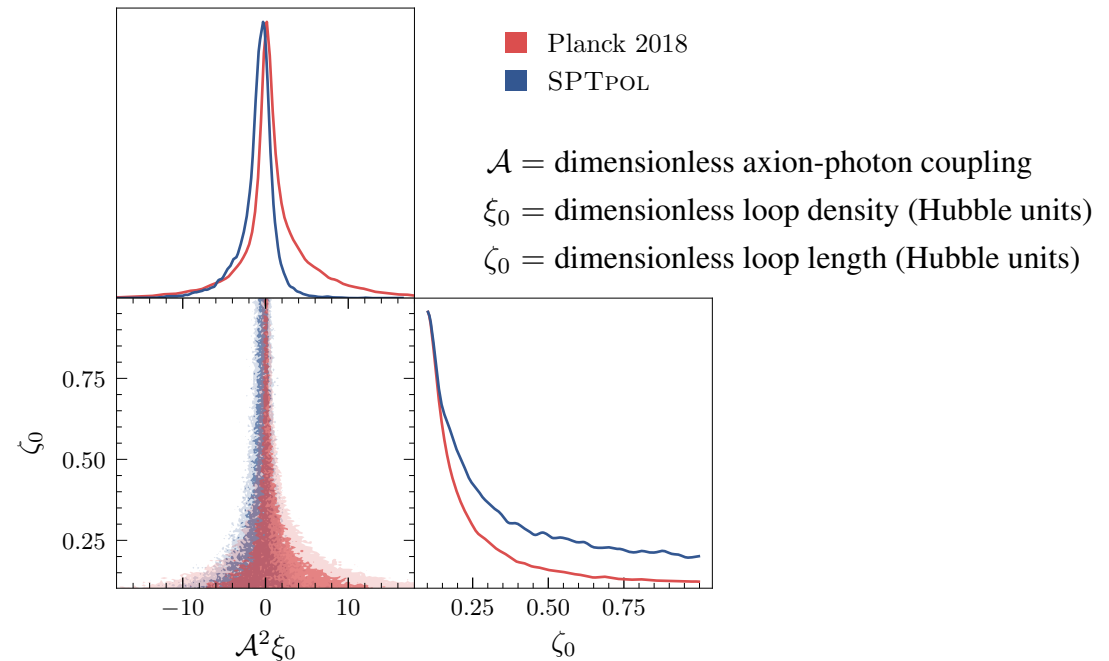 Planck 2018
SPTPOL
𝒜 = dimensionless axion-photon coupling
ξ₀ = dimensionless loop density (Hubble units)
ζ₀ = dimensionless loop length (Hubble units)
0.75
0.50
0.25
ζ₀
−10 0 10
𝒜²ξ₀
0.25 0.50 0.75
ζ₀